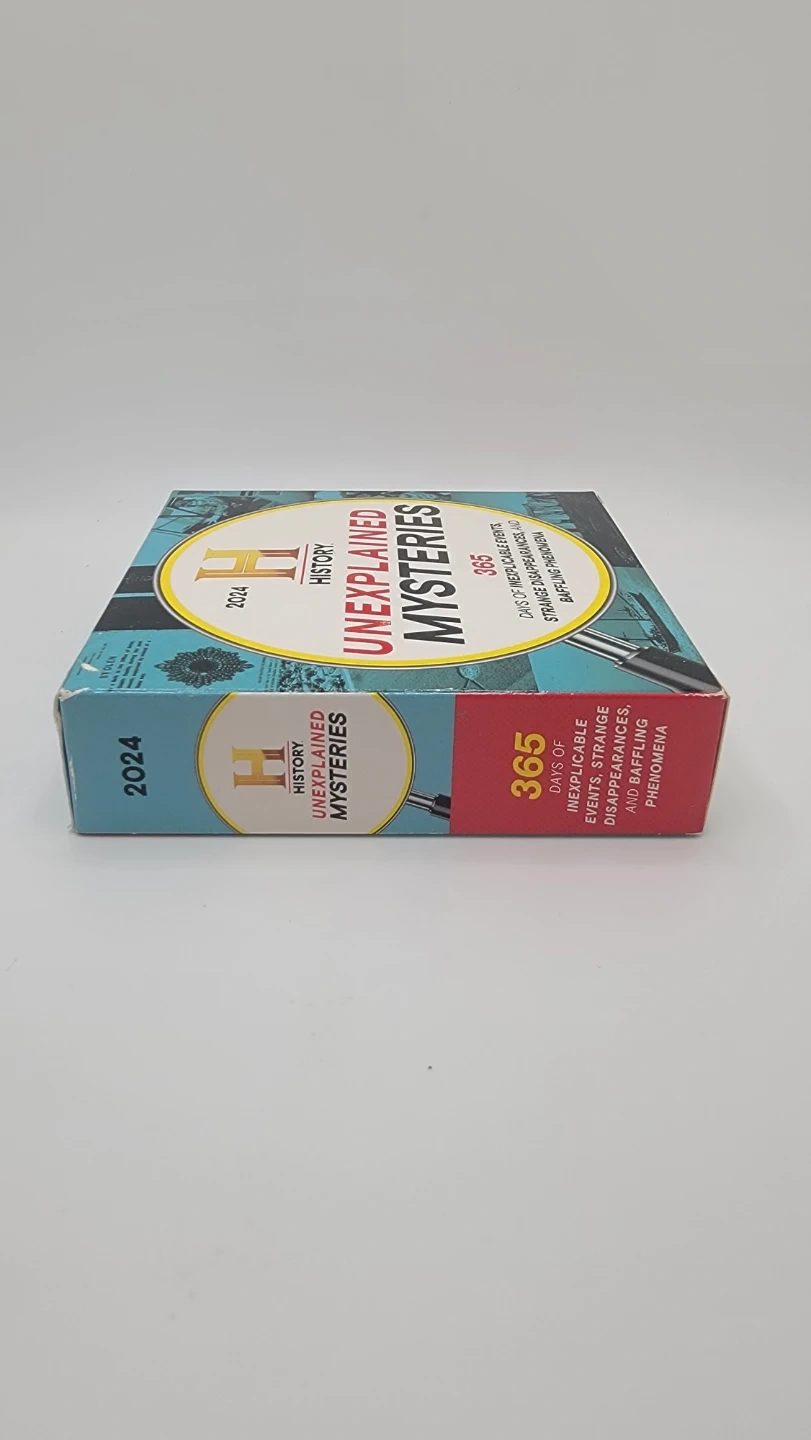 2024
H
HISTORY.
UNEXPLAINED
MYSTERIES
365
DAYS OF INEXPLICABLE EVENTS,
STRANGE DISAPPEARANCES, AND
BAFFLING PHENOMENA
STOLEN
2024
H
HISTORY
UNEXPLAINED
MYSTERIES
365
DAYS OF
INEXPLICABLE
EVENTS, STRANGE
DISAPPEARANCES,
AND BAFFLING
PHENOMENA